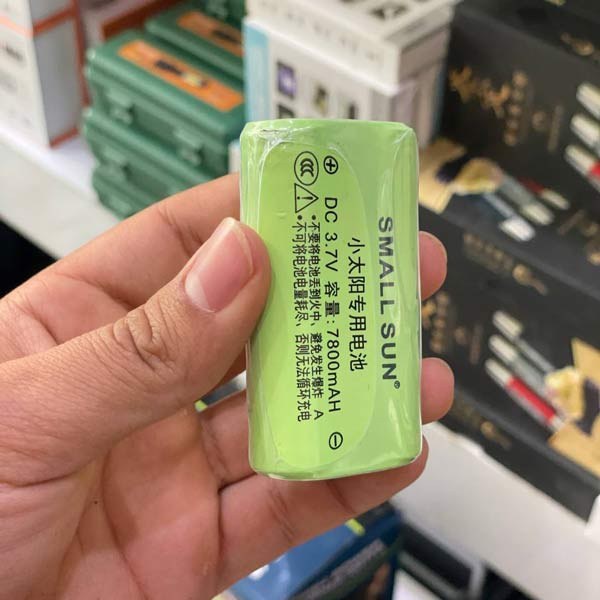 SMALL SUN®
小太阳专用电池
DC 3.7V 容量：7800mAH
不要将电池丢到火中，避免发生爆炸 A
不可将电池电量耗尽，否则无法循环充电